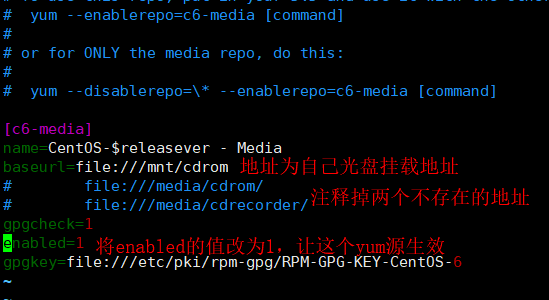 #  yum --enablerepo=c6-media [command]
#
# or for ONLY the media repo, do this:
#
#  yum --disablerepo=\* --enablerepo=c6-media [command]
[c6-media]
name=CentOS-$releasever - Media
baseurl=file:///mnt/cdrom 地址为自己光盘挂载地址
#        file:///media/cdrom/
#        file:///media/cdrecorder/ 注释掉两个不存在的地址
gpgcheck=1
enabled=1 将enabled的值改为1．让这个yum源生效
gpgkey=file:///etc/pki/rpm-gpg/RPM-GPG-KEY-CentOS-6
~
~